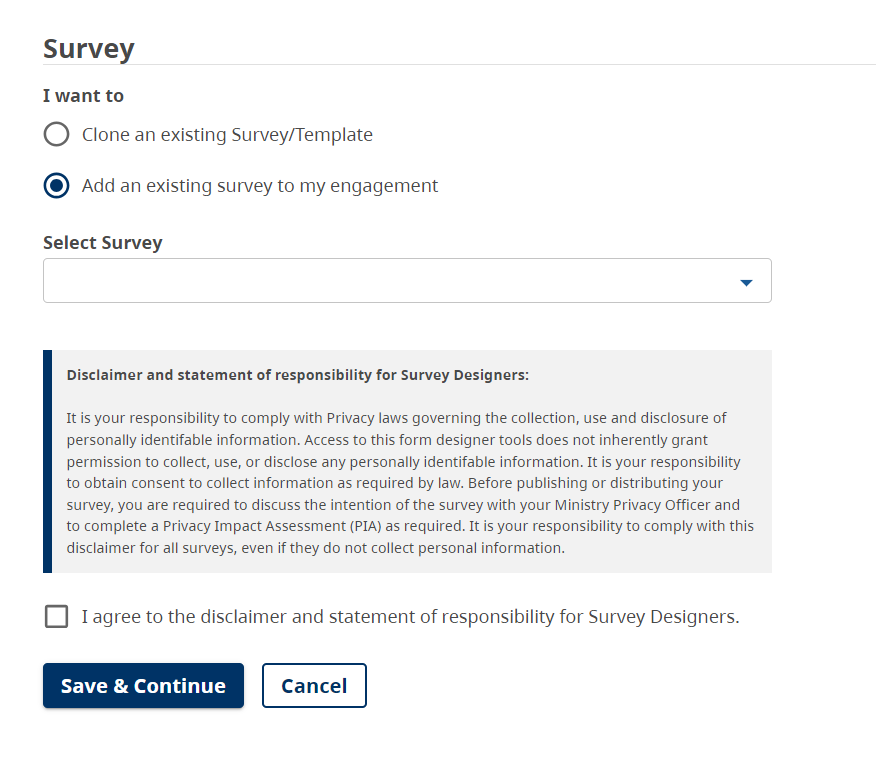 Survey
I want to
Clone an existing Survey/Template
Add an existing survey to my engagement
Select Survey
Disclaimer and statement of responsibility for Survey Designers:
It is your responsibility to comply with Privacy laws governing the collection, use and disclosure of
personally identifable information. Access to this form designer tools does not inherently grant
permission to collect, use, or disclose any personally identifable information. It is your responsibility
to obtain consent to collect information as required by law. Before publishing or distributing your
survey, you are required to discuss the intention of the survey with your Ministry Privacy Officer and
to complete a Privacy Impact Assessment (PIA) as required. It is your responsibility to comply with this
disclaimer for all surveys, even if they do not collect personal information.
I agree to the disclaimer and statement of responsibility for Survey Designers.
Save & Continue
Cancel